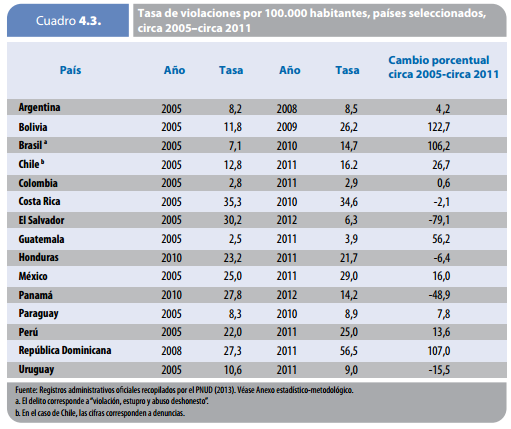 Cuadro 4.3.
Tasa de violaciones por 100.000 habitantes, países seleccionados,
circa 2005–circa 2011
País Año Tasa Año Tasa Cambio porcentual
circa 2005-circa 2011
Argentina 2005 8,2 2008 8,5 4,2
Bolivia 2005 11,8 2009 26,2 122,7
Brasil a 2005 7,1 2010 14,7 106,2
Chile b 2005 12,8 2011 16.2 26,7
Colombia 2005 2,8 2011 2,9 0,6
Costa Rica 2005 35,3 2010 34,6 -2,1
El Salvador 2005 30,2 2012 6,3 -79,1
Guatemala 2005 2,5 2011 3,9 56,2
Honduras 2010 23,2 2011 21,7 -6,4
México 2005 25,0 2011 29,0 16,0
Panamá 2010 27,8 2012 14,2 -48,9
Paraguay 2005 8,3 2010 8,9 7,8
Perú 2005 22,0 2011 25,0 13,6
República Dominicana 2008 27,3 2011 56,5 107,0
Uruguay 2005 10,6 2011 9,0 -15,5
Fuente: Registros administrativos oficiales recopilados por el PNUD (2013). Véase Anexo estadístico-metodológico.
a. El delito corresponde a "violación, estupro y abuso deshonesto".
b. En el caso de Chile, las cifras corresponden a denuncias.